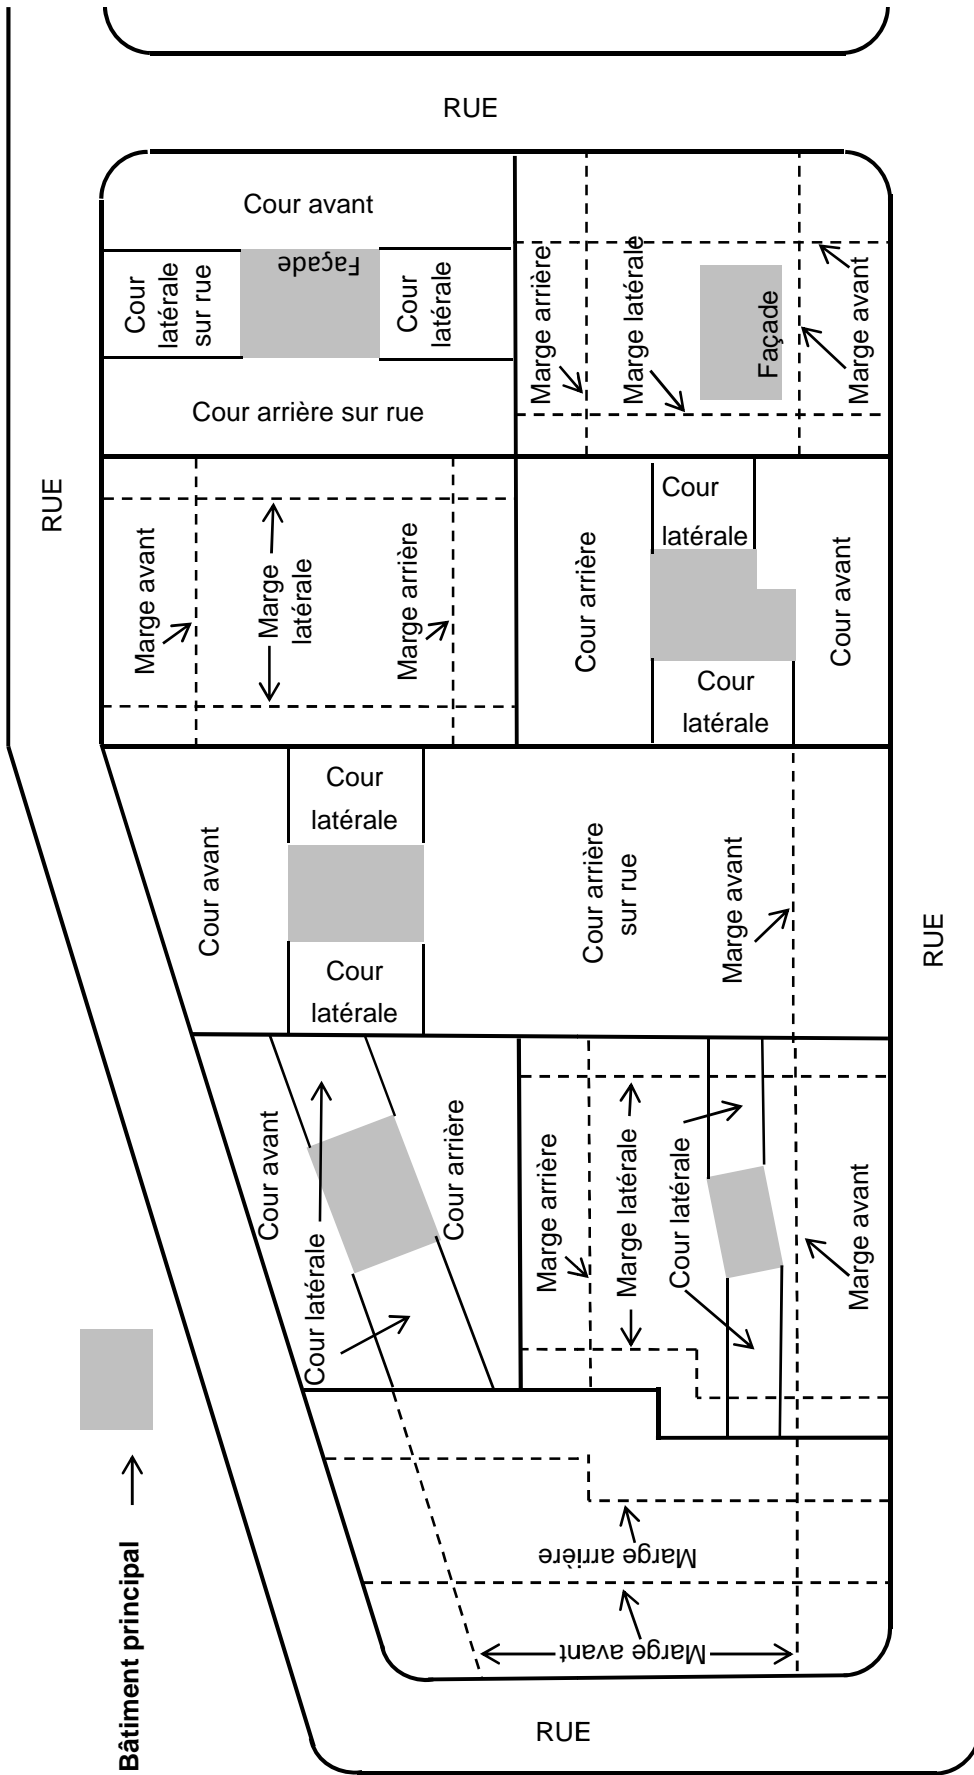 RUE
Cour avant
Cour
latérale
sur rue
Façade
Cour
latérale
Cour arrière sur rue
Marge arrière
Marge latérale
Façade
Marge avant
RUE
Marge avant
Marge
latérale
Marge arrière
Cour arrière
Cour
latérale
Cour
latérale
Cour avant
Cour avant
Cour
latérale
Cour
latérale
Cour arrière
sur rue
Marge avant
RUE
Cour avant
Cour latérale
Cour arrière
Marge arrière
Marge latérale
Cour latérale
Marge avant
Marge arrière
Marge avant
Bâtiment principal
RUE